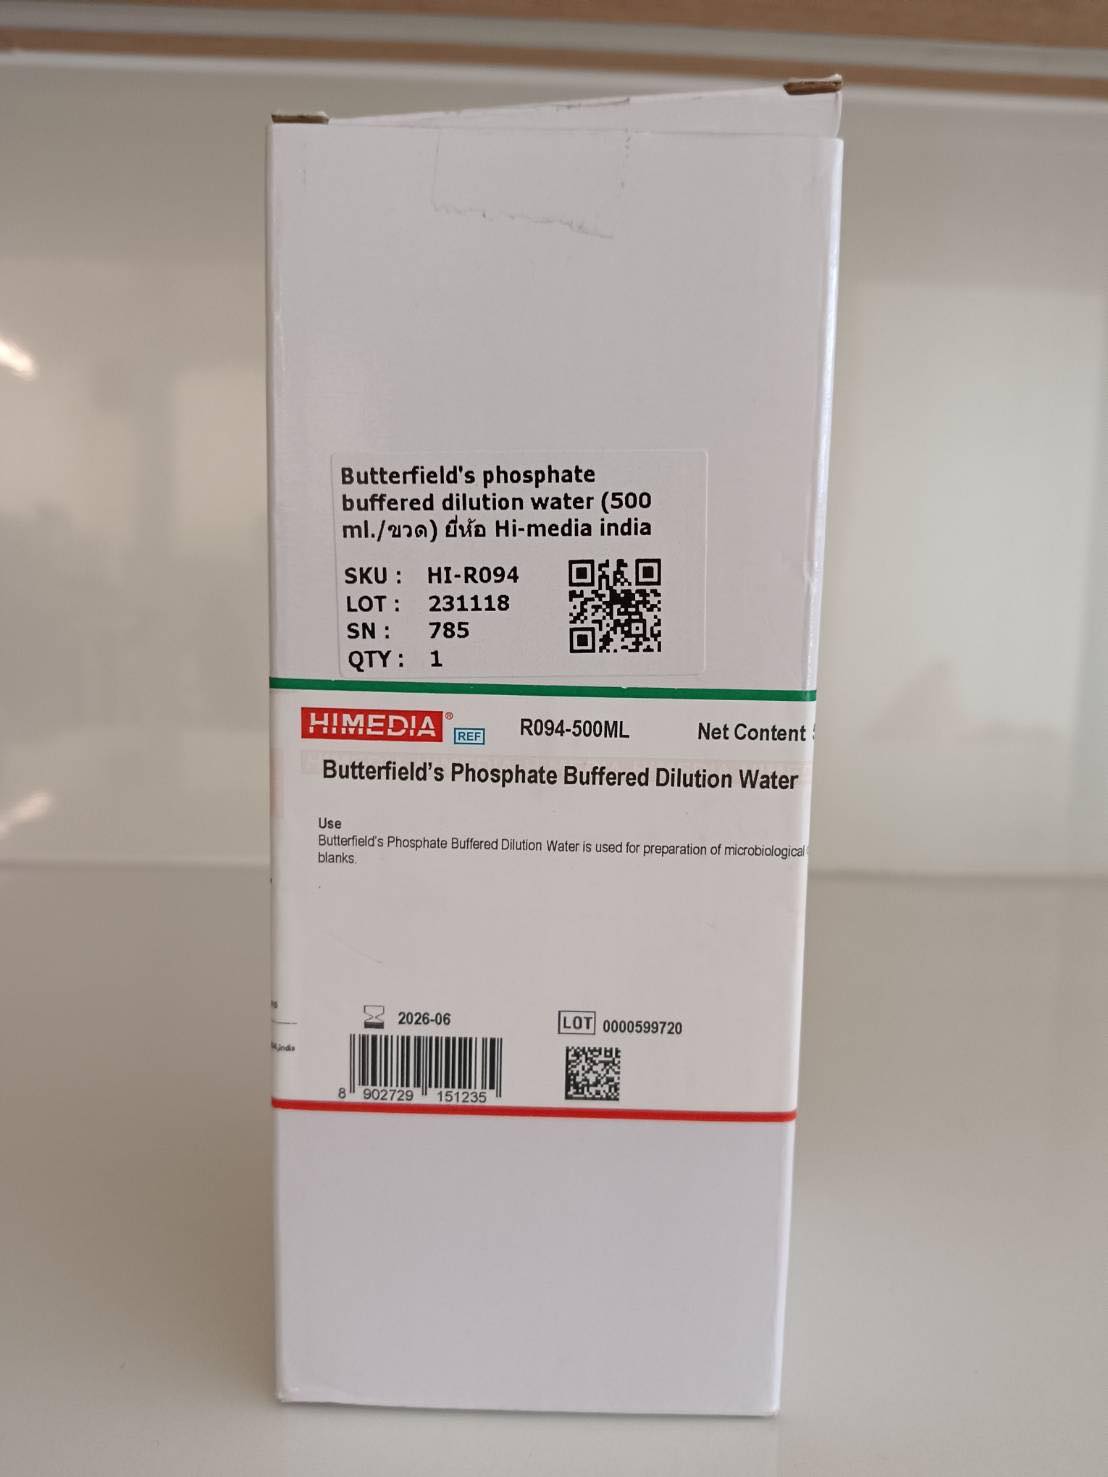 Butterfield's phosphate
buffered dilution water (500
ml./ขวด) ยี่ห้อ Hi-media india
SKU : HI-R094
LOT : 231118
SN : 785
QTY : 1
HIMEDIA® REF R094-500ML Net Content
Butterfield's Phosphate Buffered Dilution Water
Use
Butterfield's Phosphate Buffered Dilution Water is used for preparation of microbiological
blanks.
2026-06 LOT 0000599720
8 902729 151235